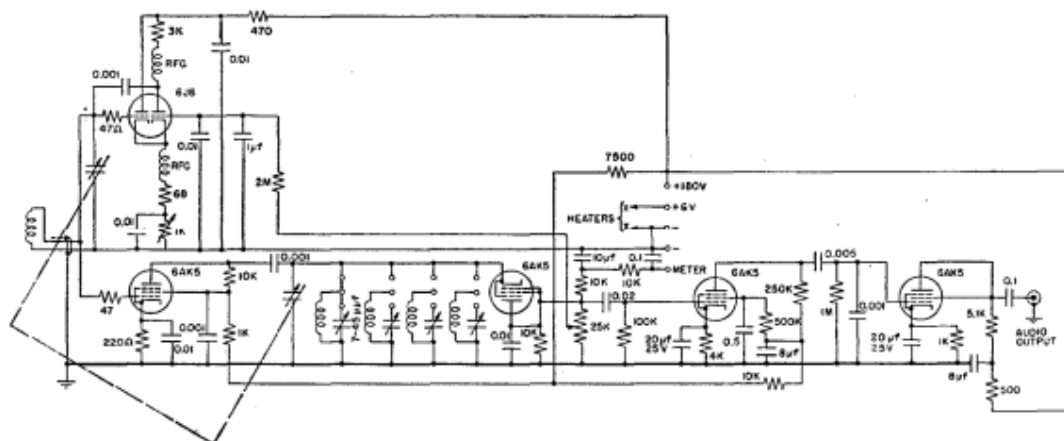 3K
470
RFG
0.01
0.001
6J6
47Ω
0.01
1μf
RFG
68
2M
0.01
1K
7500
+180V
+6V
HEATERS
-
METER
0.1
10μf
10K
10K
0.001
6AK5
10K
47
220Ω
0.001
0.01
1K
7-45μμf
6AK5
0.01
10K
25K
0.02
100K
6AK5
20μf
25V
4K
0.5
500K
8μf
250K
10K
0.005
1M
0.001
6AK5
20μf
25V
1K
5.1K
0.1
AUDIO
OUTPUT
8μf
500